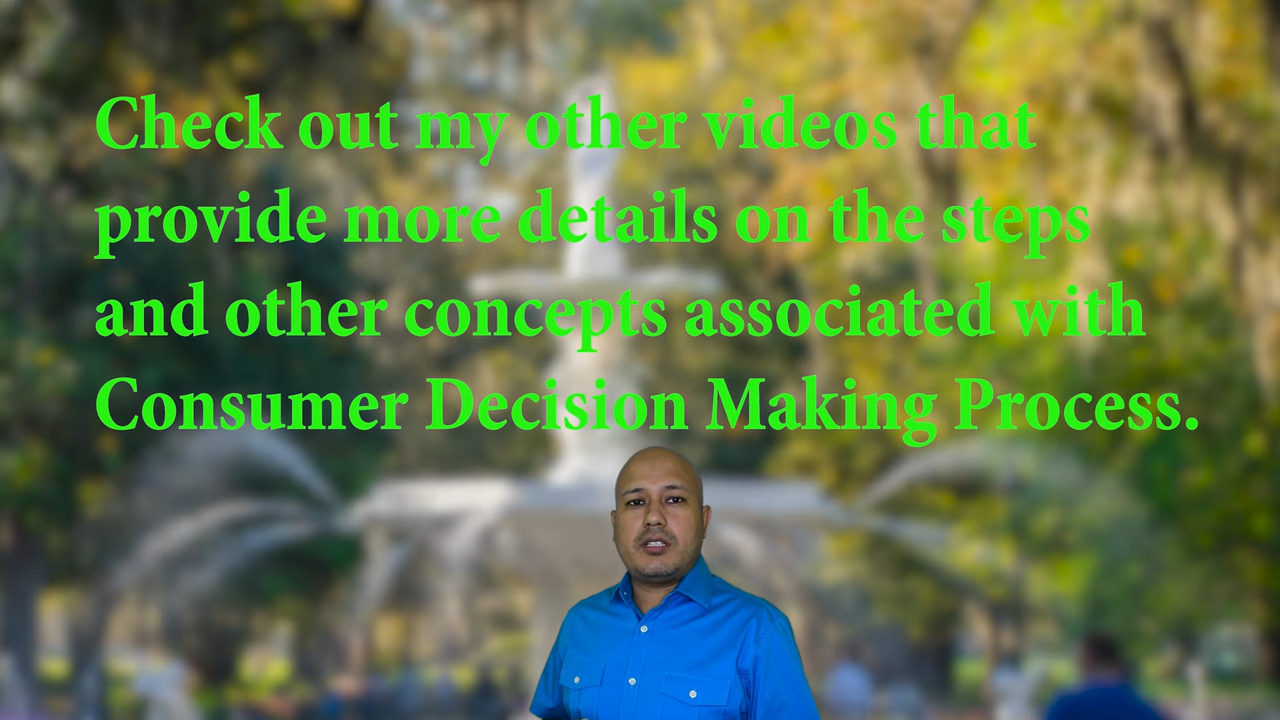 Check out my other videos that
provide more details on the steps
and other concepts associated with
Consumer Decision Making Process.